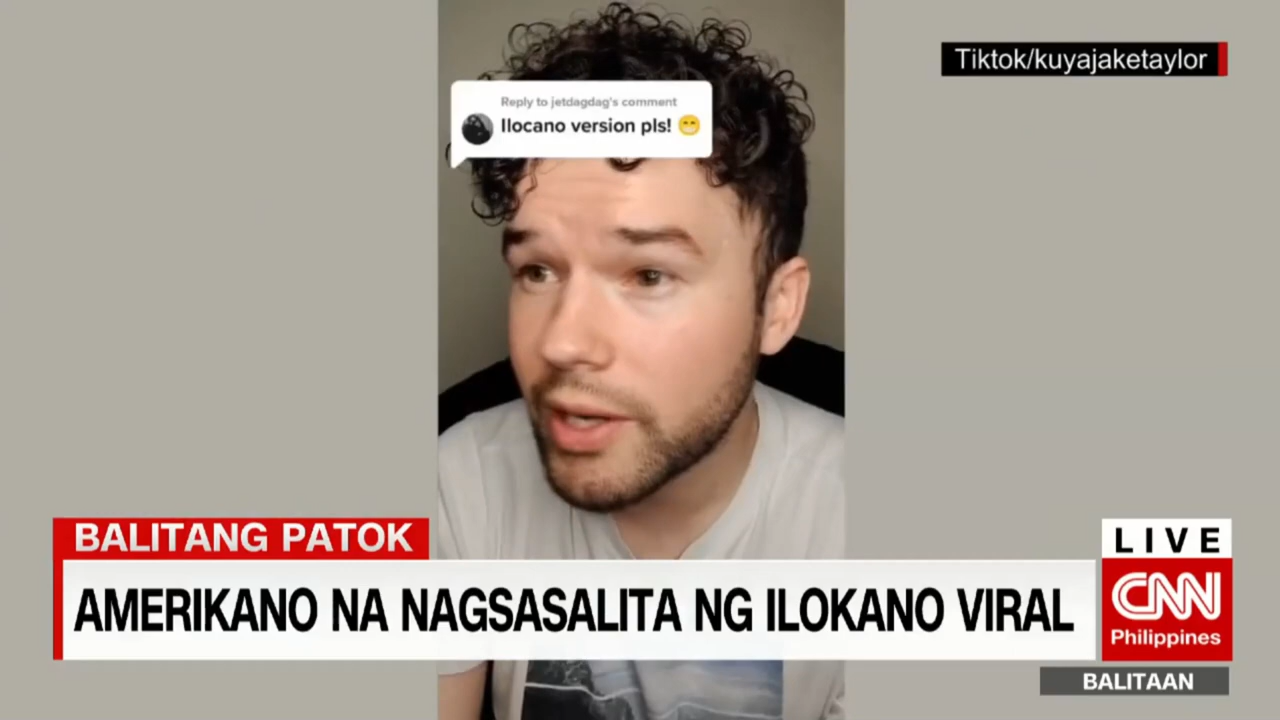 Tiktok/kuyajaketaylor
Reply to jetdagdag's comment
Ilocano version pls! 😁
BALITANG PATOK
AMERIKANO NA NAGSASALITA NG ILOKANO VIRAL
LIVE
CNN
Philippines
BALITAAN